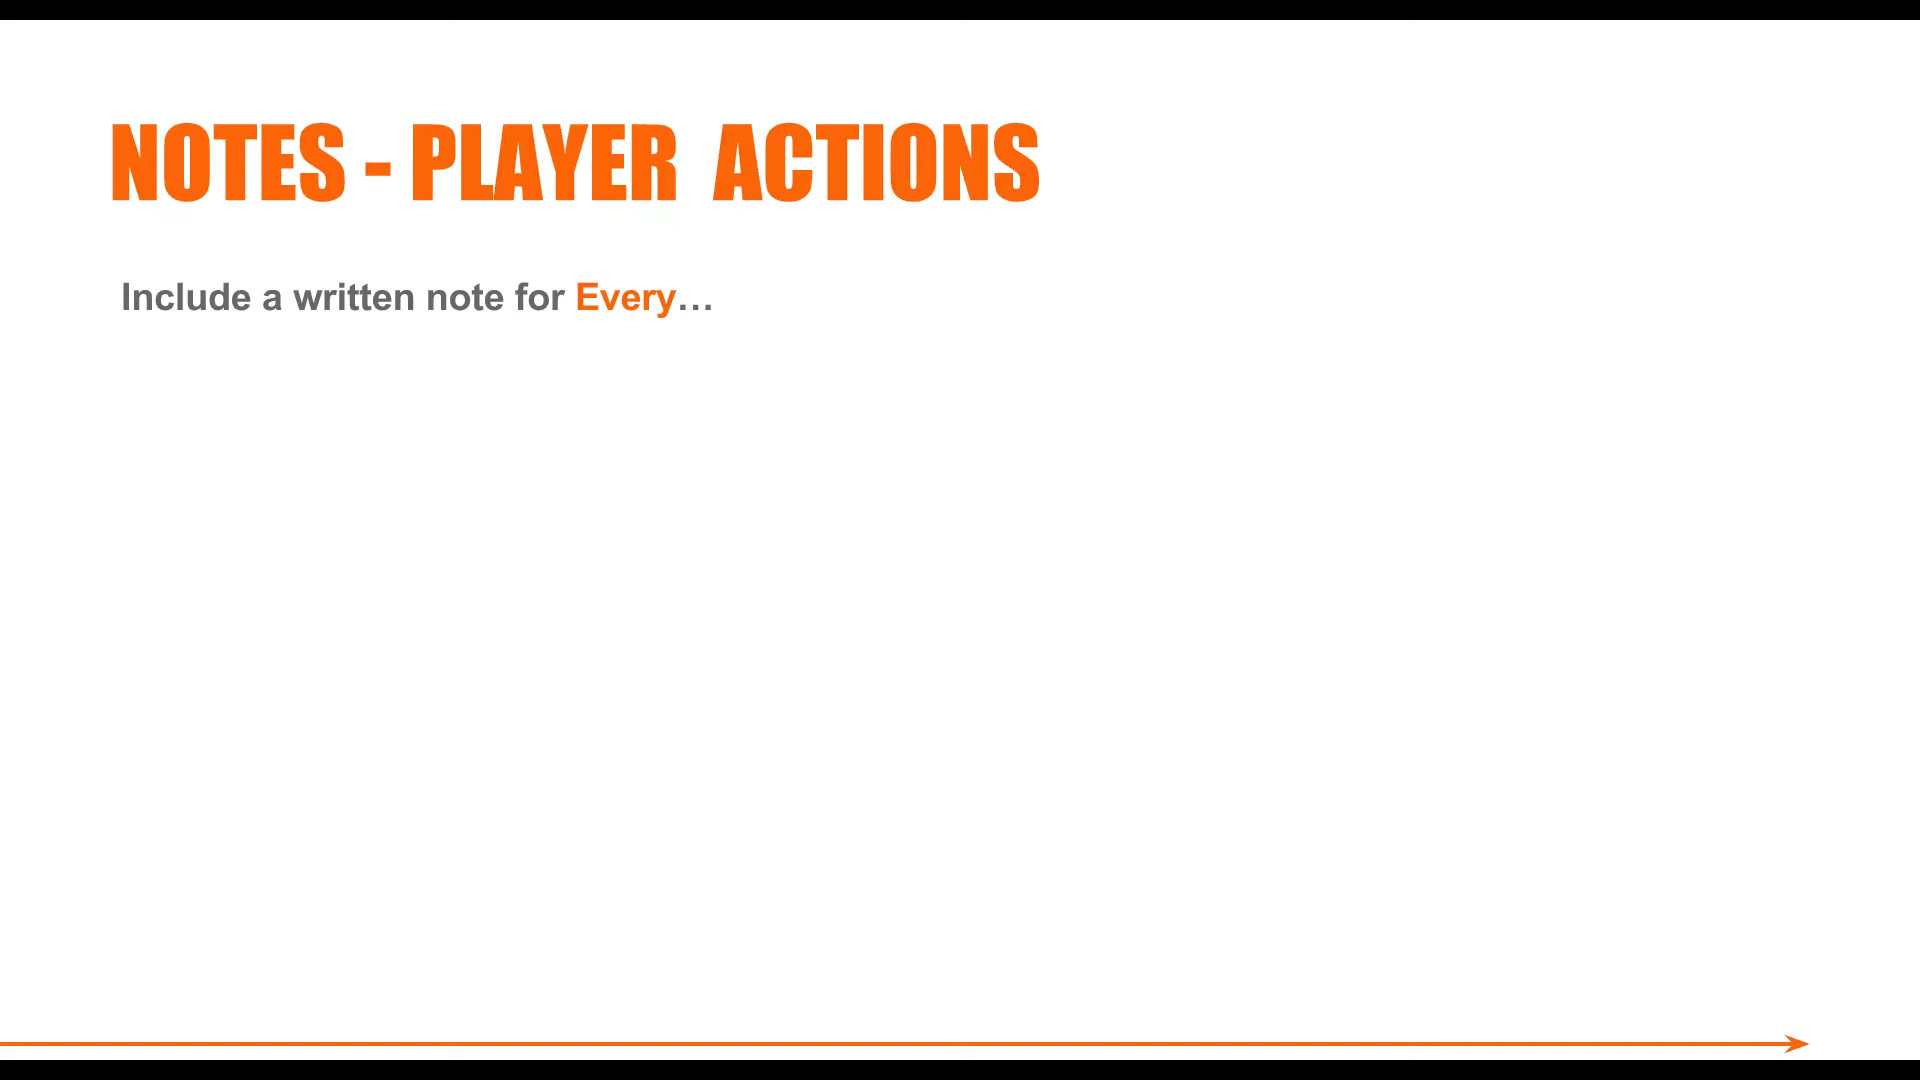 NOTES - PLAYER ACTIONS
Include a written note for Every…